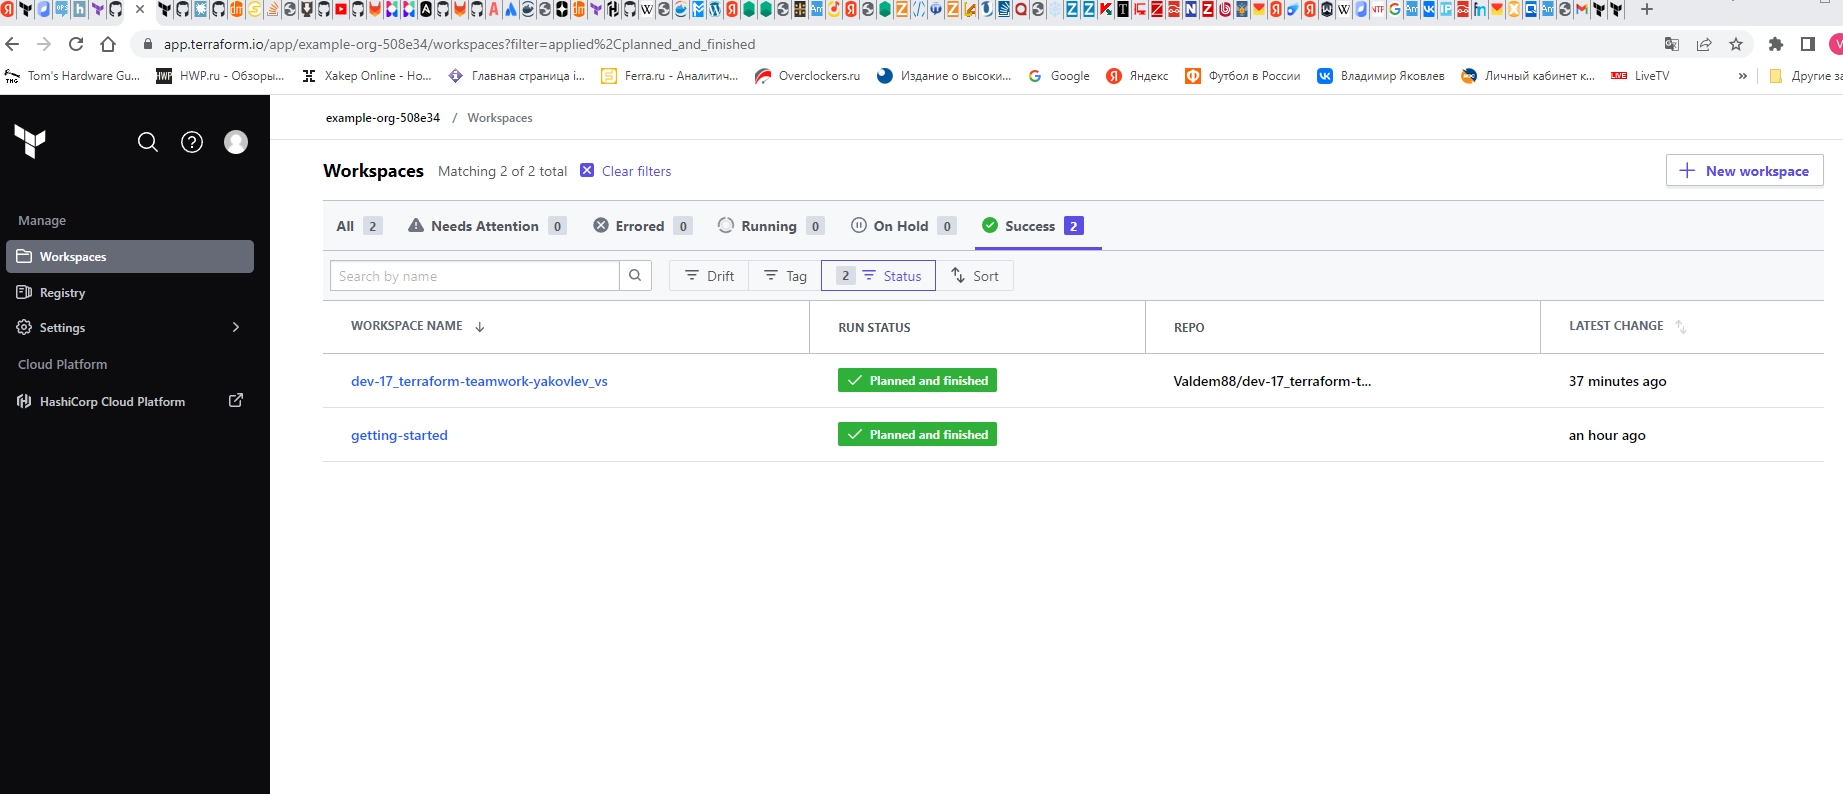 app.terraform.io/app/example-org-508e34/workspaces?filter=applied%2Cplanned_and_finished
Tom's Hardware Gu... HWP.ru - Обзоры... Xakep Online - Но... Главная страница i... Ferra.ru - Аналитич... Overclockers.ru Издание о высоки... Google Яндекс Футбол в России Владимир Яковлев Личный кабинет к... LiveTV » Другие за
example-org-508e34 / Workspaces
Workspaces Matching 2 of 2 total Clear filters New workspace
Manage
Workspaces
Registry
Settings
Cloud Platform
HashiCorp Cloud Platform
All 2 Needs Attention 0 Errored 0 Running 0 On Hold 0 Success 2
Search by name Drift Tag 2 Status Sort
WORKSPACE NAME RUN STATUS REPO LATEST CHANGE
dev-17_terraform-teamwork-yakovlev_vs Planned and finished Valdem88/dev-17_terraform-t... 37 minutes ago
getting-started Planned and finished an hour ago